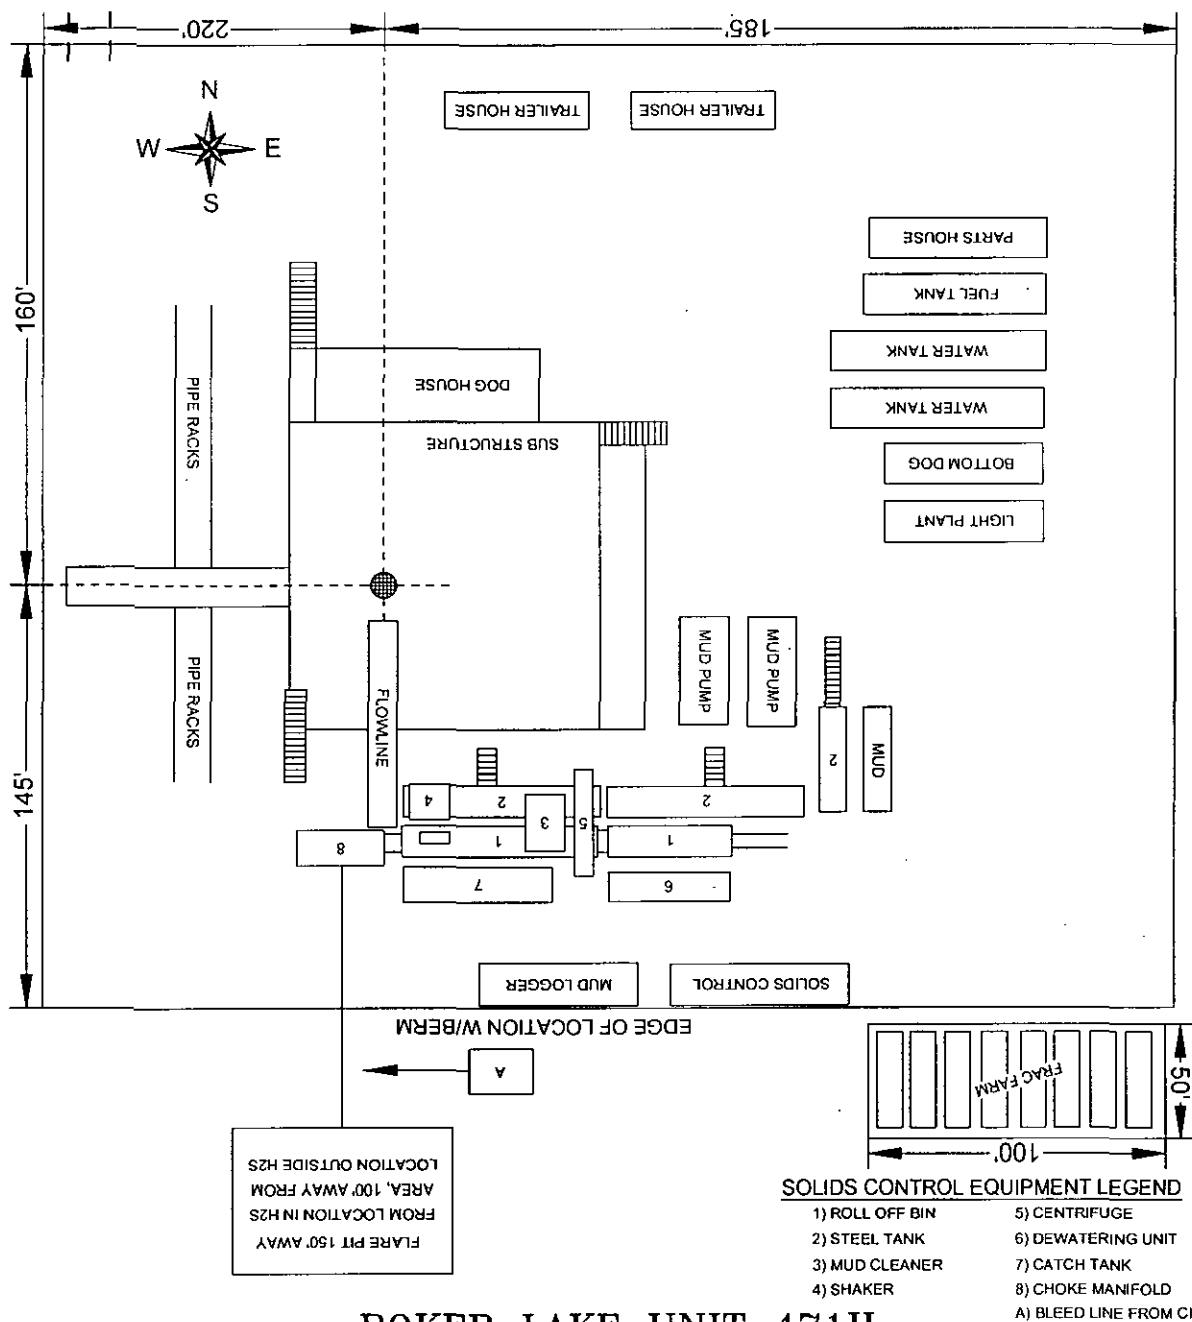 220'
185'
N
W E
S
TRAILER HOUSE
TRAILER HOUSE
PARTS HOUSE
FUEL TANK
WATER TANK
WATER TANK
BOTTOM DOG
LIGHT PLANT
160'
PIPE RACKS
DOG HOUSE
SUB STRUCTURE
145'
PIPE RACKS
FLOWLINE
MUD PUMP
MUD PUMP
2
MUD
4
2
2
3
5
8
1
1
7
6
MUD LOGGER
SOLIDS CONTROL
EDGE OF LOCATION W/BERM
A
FRAC FARM
50'
100'
FLARE PIT 150' AWAY
FROM LOCATION IN H2S
AREA, 100' AWAY FROM
LOCATION OUTSIDE H2S
SOLIDS CONTROL EQUIPMENT LEGEND
1) ROLL OFF BIN
2) STEEL TANK
3) MUD CLEANER
4) SHAKER
5) CENTRIFUGE
6) DEWATERING UNIT
7) CATCH TANK
8) CHOKE MANIFOLD
A) BLEED LINE FROM
LAKE UNIT